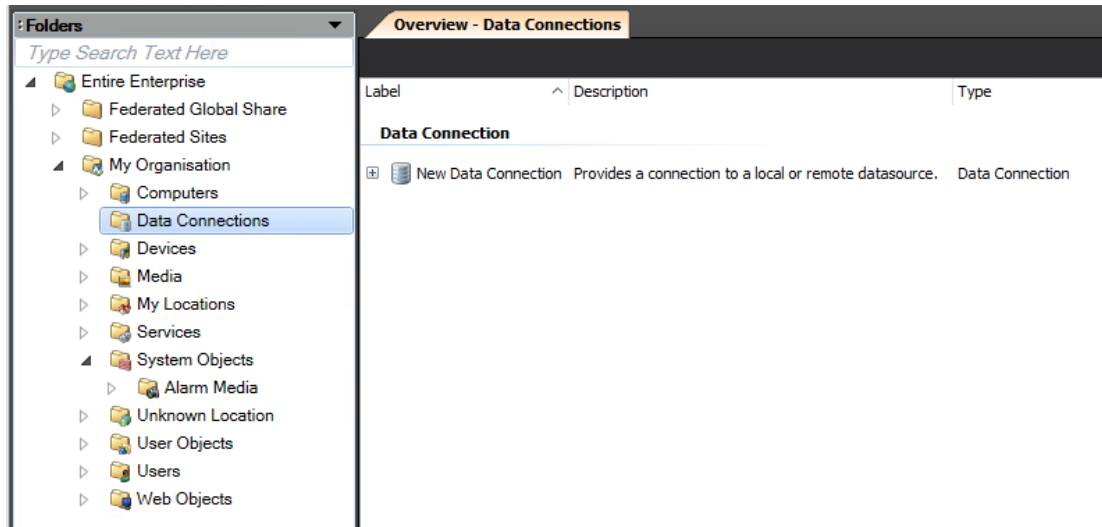 Folders
Type Search Text Here
Entire Enterprise
Federated Global Share
Federated Sites
My Organisation
Computers
Data Connections
Devices
Media
My Locations
Services
System Objects
Alarm Media
Unknown Location
User Objects
Users
Web Objects
Overview - Data Connections
Label Description Type
Data Connection
New Data Connection Provides a connection to a local or remote datasource. Data Connection